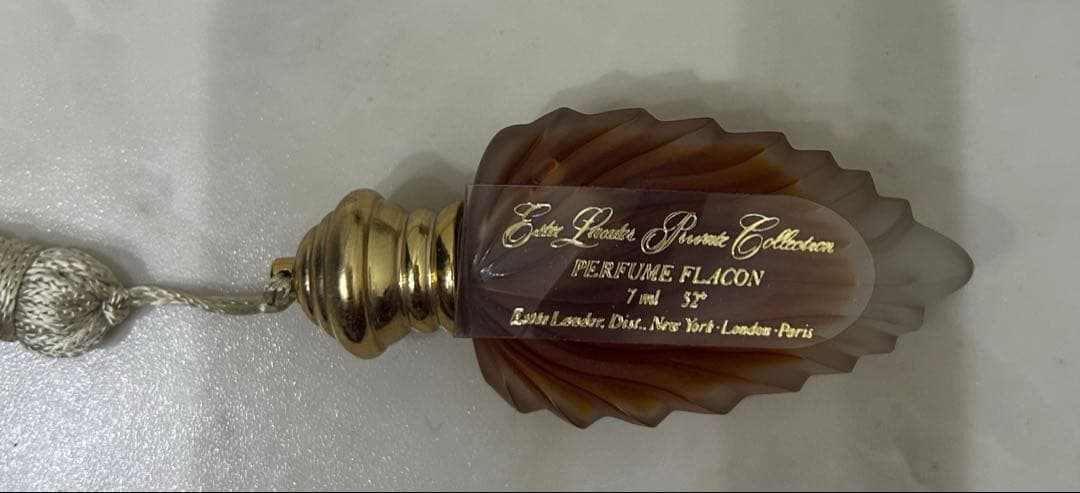 Estée Lauder Private Collection
PERFUME FLACON
7 ml 52°
Estée Lauder, Dist., New York·London·Paris